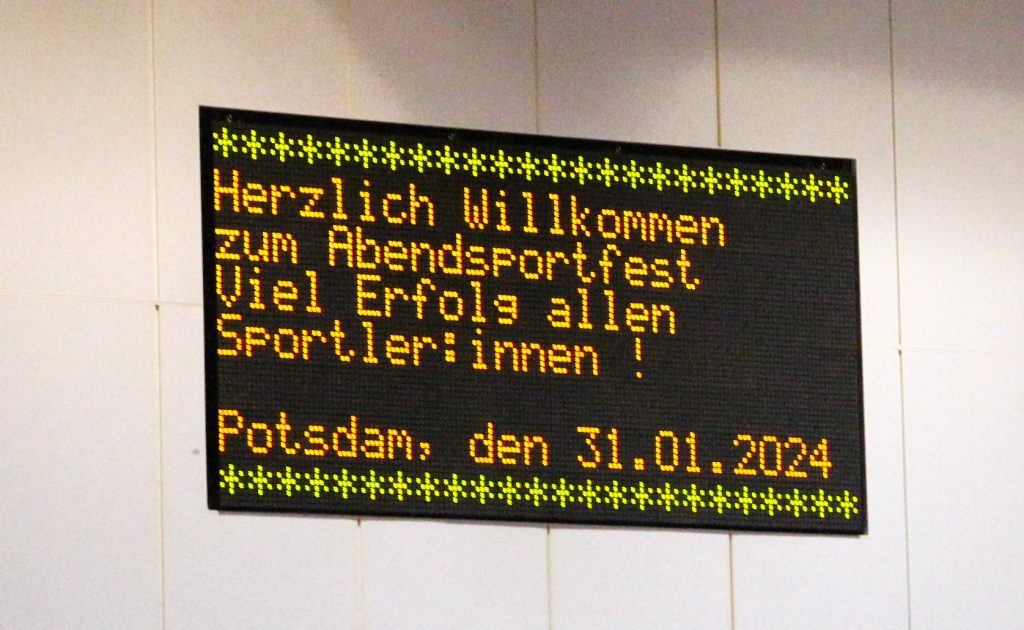 ***********************
Herzlich Willkommen
zum Abendsportfest
Viel Erfolg allen
Sportler:innen !
Potsdam, den 31.01.2024
***********************